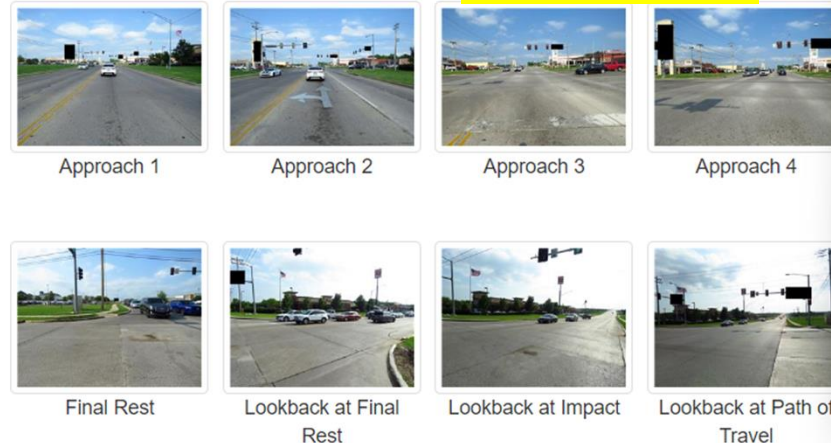 Approach 1
Approach 2
Approach 3
Approach 4
Final Rest
Lookback at Final
Rest
Lookback at Impact
Lookback at Path of
Travel